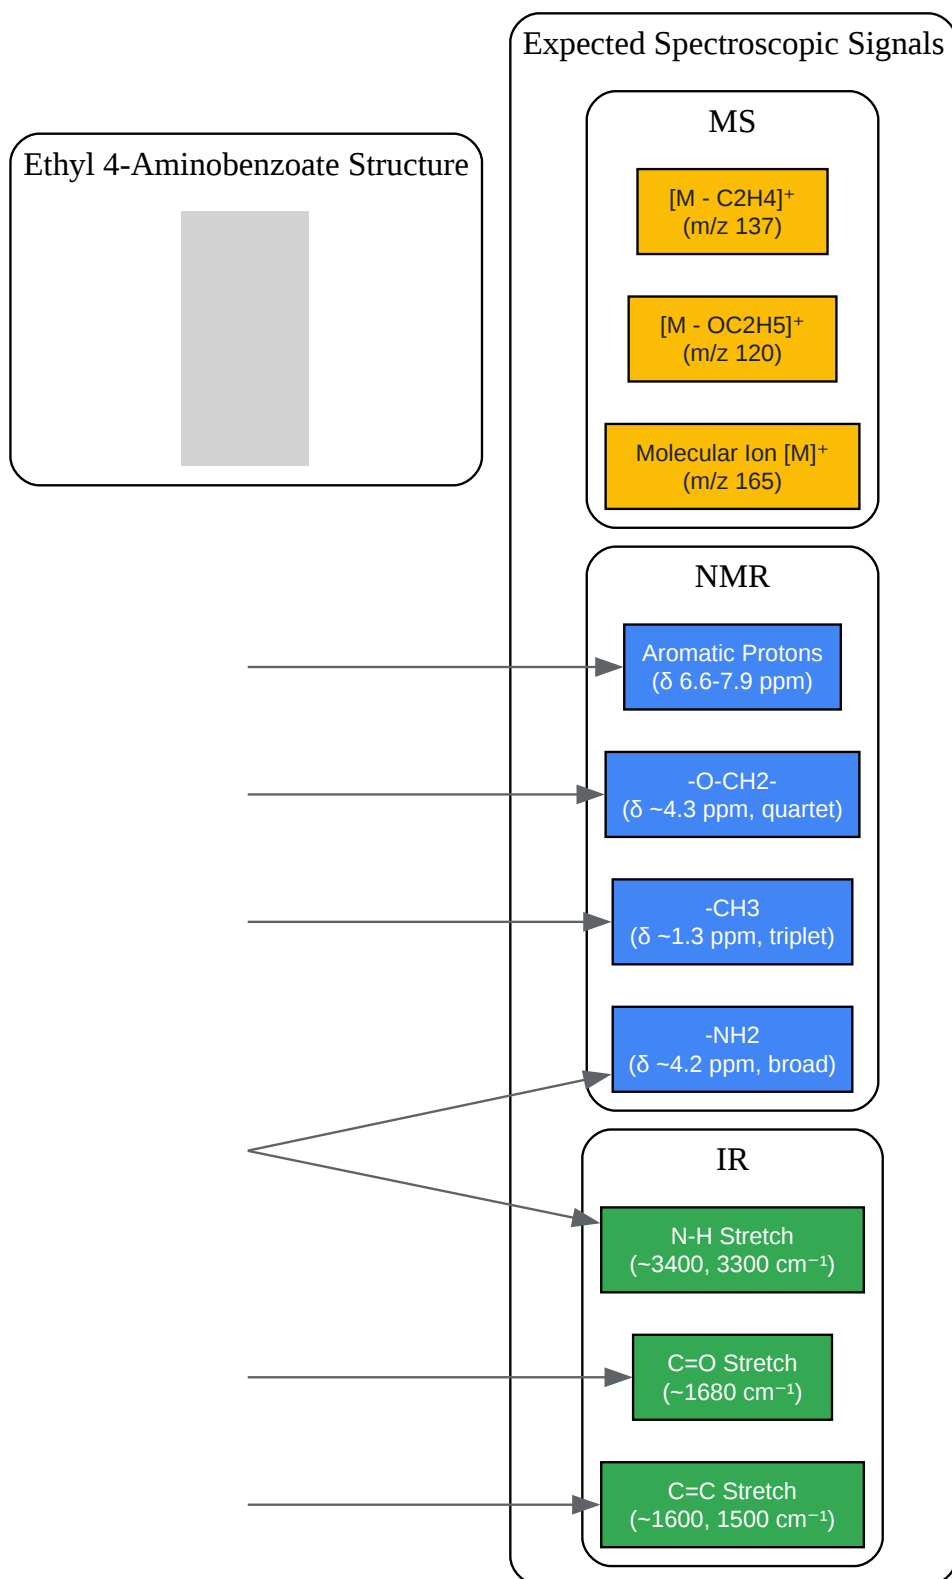 Expected Spectroscopic Signals
MS
Ethyl 4-Aminobenzoate Structure
[M - C2H4]⁺
(m/z 137)
[M - OC2H5]⁺
(m/z 120)
Molecular Ion [M]⁺
(m/z 165)
NMR
Aromatic Protons
(δ 6.6-7.9 ppm)
-O-CH2-
(δ ~4.3 ppm, quartet)
-CH3
(δ ~1.3 ppm, triplet)
-NH2
(δ ~4.2 ppm, broad)
IR
N-H Stretch
(~3400, 3300 cm⁻¹)
C=O Stretch
(~1680 cm⁻¹)
C=C Stretch
(~1600, 1500 cm⁻¹)